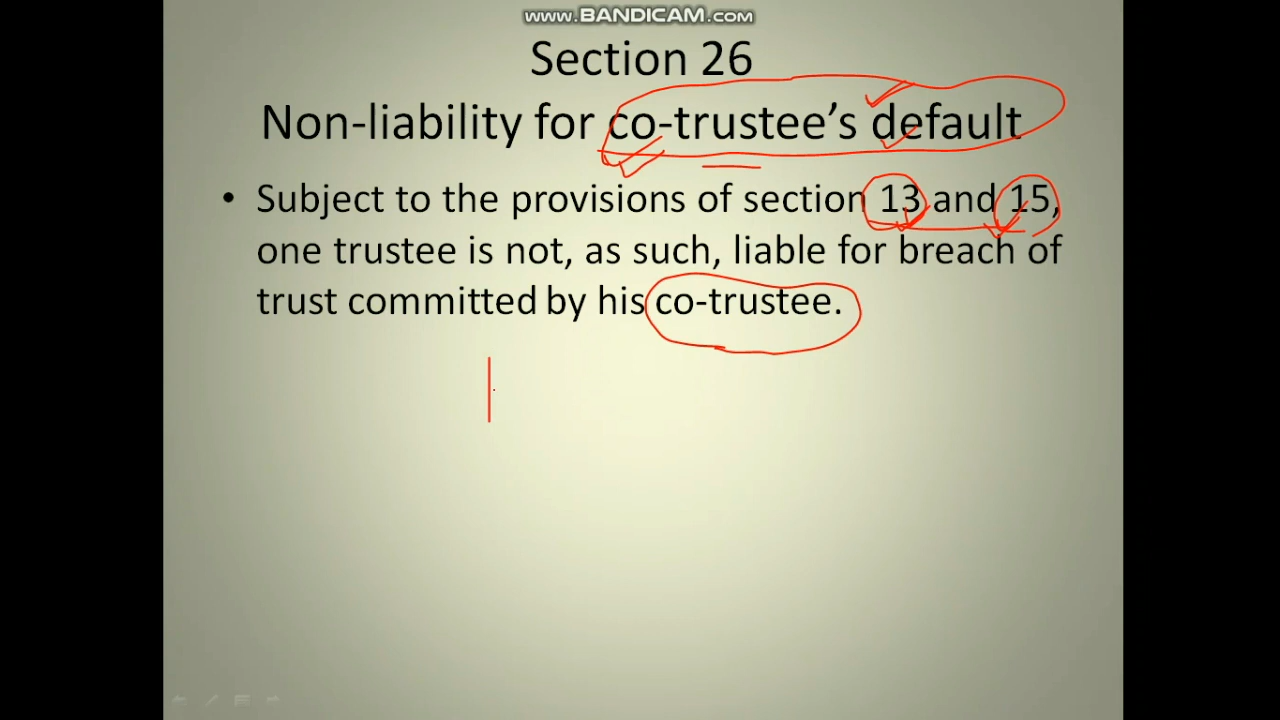 www.BANDICAM.com
Section 26
Non-liability for co-trustee's default
• Subject to the provisions of section 13 and 15,
one trustee is not, as such, liable for breach of
trust committed by his co-trustee.